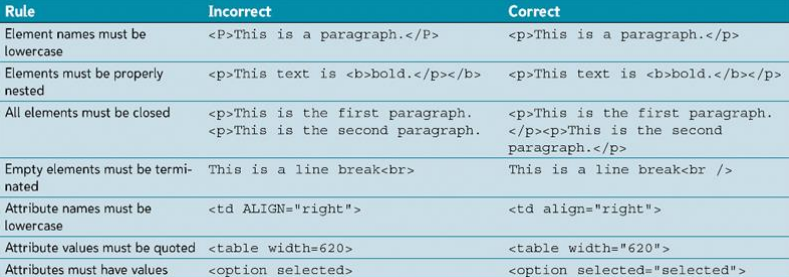 Rule Incorrect Correct
Element names must be lowercase <P>This is a paragraph.</P> <p>This is a paragraph.</p>
Elements must be properly nested <p>This text is <b>bold.</p></b> <p>This text is <b>bold.</b></p>
All elements must be closed <p>This is the first paragraph. <p>This is the second paragraph. <p>This is the first paragraph. </p><p>This is the second paragraph.</p>
Empty elements must be termi-nated This is a line break<br> This is a line break<br />
Attribute names must be lowercase <td ALIGN="right"> <td align="right">
Attribute values must be quoted <table width=620> <table width="620">
Attributes must have values <option selected> <option selected="selected">